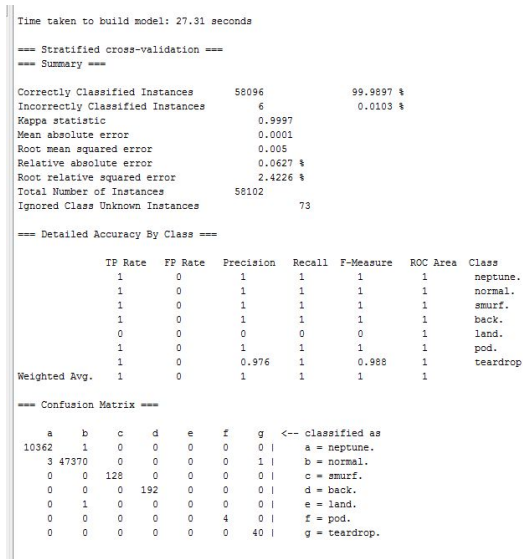 Time taken to build model: 27.31 seconds
=== Stratified cross-validation ===
=== Summary ===
Correctly Classified Instances 58096 99.9897 %
Incorrectly Classified Instances 6 0.0103 %
Kappa statistic 0.9997
Mean absolute error 0.0001
Root mean squared error 0.005
Relative absolute error 0.0627 %
Root relative squared error 2.4226 %
Total Number of Instances 58102
Ignored Class Unknown Instances 73
=== Detailed Accuracy By Class ===
TP Rate FP Rate Precision Recall F-Measure ROC Area Class
1 0 1 1 1 1 neptune.
1 0 1 1 1 1 normal.
1 0 1 1 1 1 smurf.
1 0 1 1 1 1 back.
0 0 0 0 0 1 land.
1 0 1 1 1 1 pod.
1 0 0.976 1 0.988 1 teardrop
Weighted Avg. 1 0 1 1 1 1
=== Confusion Matrix ===
a b c d e f g <-- classified as
10362 1 0 0 0 0 0 | a = neptune.
3 47370 0 0 0 0 1 | b = normal.
0 0 128 0 0 0 0 | c = smurf.
0 0 0 192 0 0 0 | d = back.
0 1 0 0 0 0 0 | e = land.
0 0 0 0 0 4 0 | f = pod.
0 0 0 0 0 0 40 | g = teardrop.